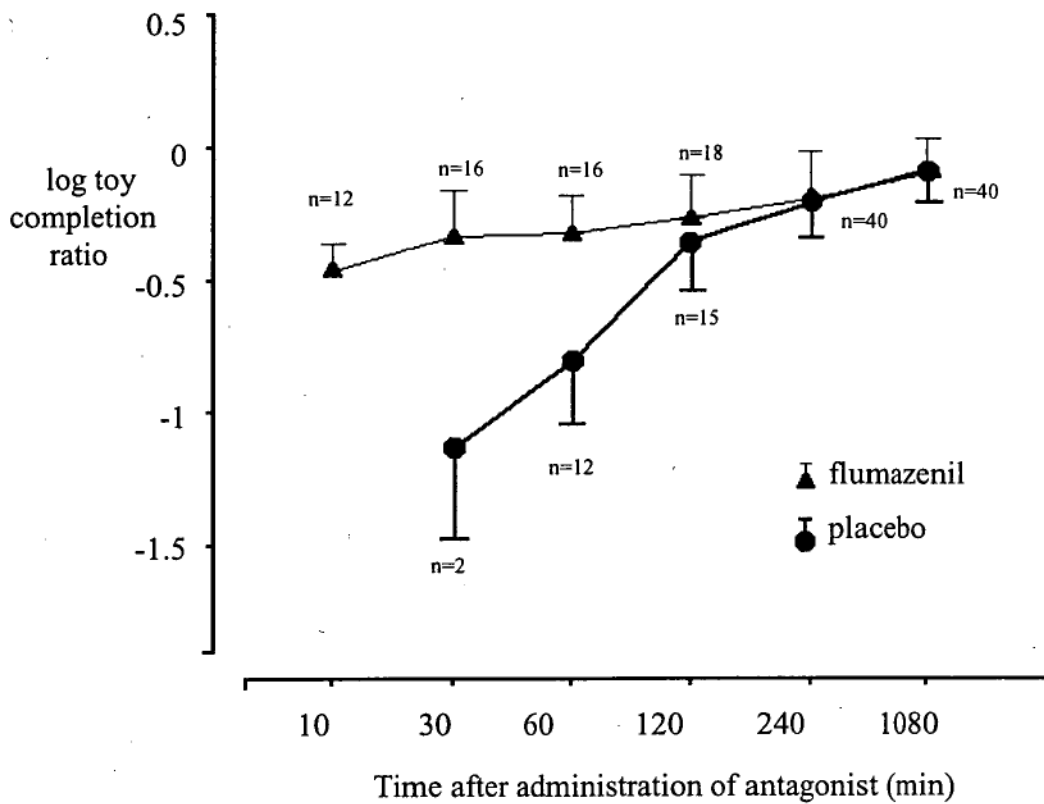 0.5
0
-0.5
-1
-1.5
log toy
completion
ratio
n=12
n=16
n=16
n=18
n=40
n=40
n=15
n=12
n=2
flumazenil
placebo
10 30 60 120 240 1080
Time after administration of antagonist (min)